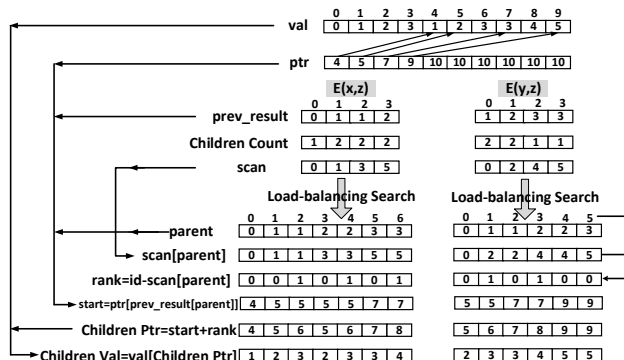 0 1 2 3 4 5 6 7 8 9
val 0 1 2 3 1 2 3 3 4 5
ptr 4 5 7 9 10 10 10 10 10 10
E(x,z) E(y,z)
0 1 2 3 0 1 2 3
prev_result 0 1 1 2 1 2 3 3
Children Count 1 2 2 2 2 2 1 1
scan 0 1 3 5 0 2 4 5
Load-balancing Search Load-balancing Search
0 1 2 3 4 5 6 0 1 2 3 4 5
parent 0 1 1 2 2 3 3 0 1 1 2 2 3
scan[parent] 0 1 1 3 3 5 5 0 2 2 4 4 5
rank=id-scan[parent] 0 0 1 0 1 0 1 0 1 0 1 0 0
start=ptr[prev_result[parent]] 4 5 5 5 5 7 7 5 5 7 7 9 9
Children Ptr=start+rank 4 5 6 5 6 7 8 5 6 7 8 9 9
Children Val=val[Children Ptr] 1 2 3 2 3 3 4 2 3 3 4 5 5